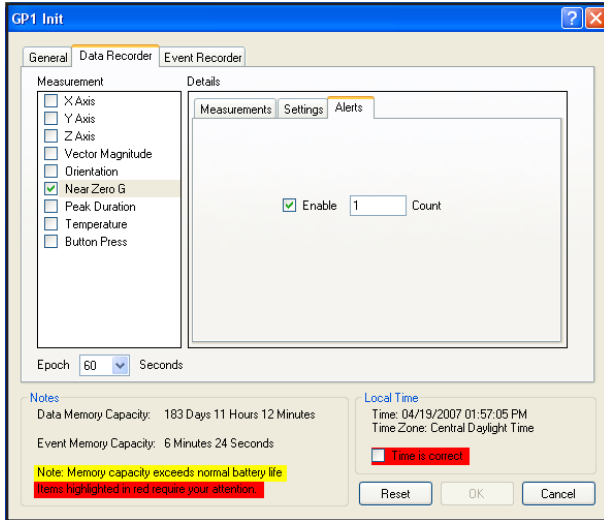 GP1 Init
General Data Recorder Event Recorder
Measurement
X Axis
Y Axis
Z Axis
Vector Magnitude
Orientation
Near Zero G
Peak Duration
Temperature
Button Press
Details
Measurements Settings Alerts
Enable 1 Count
Epoch 60 Seconds
Notes
Data Memory Capacity: 183 Days 11 Hours 12 Minutes
Event Memory Capacity: 6 Minutes 24 Seconds
Note: Memory capacity exceeds normal battery life
Items highlighted in red require your attention.
Local Time
Time: 04/19/2007 01:57:05 PM
Time Zone: Central Daylight Time
Time is correct
Reset OK Cancel